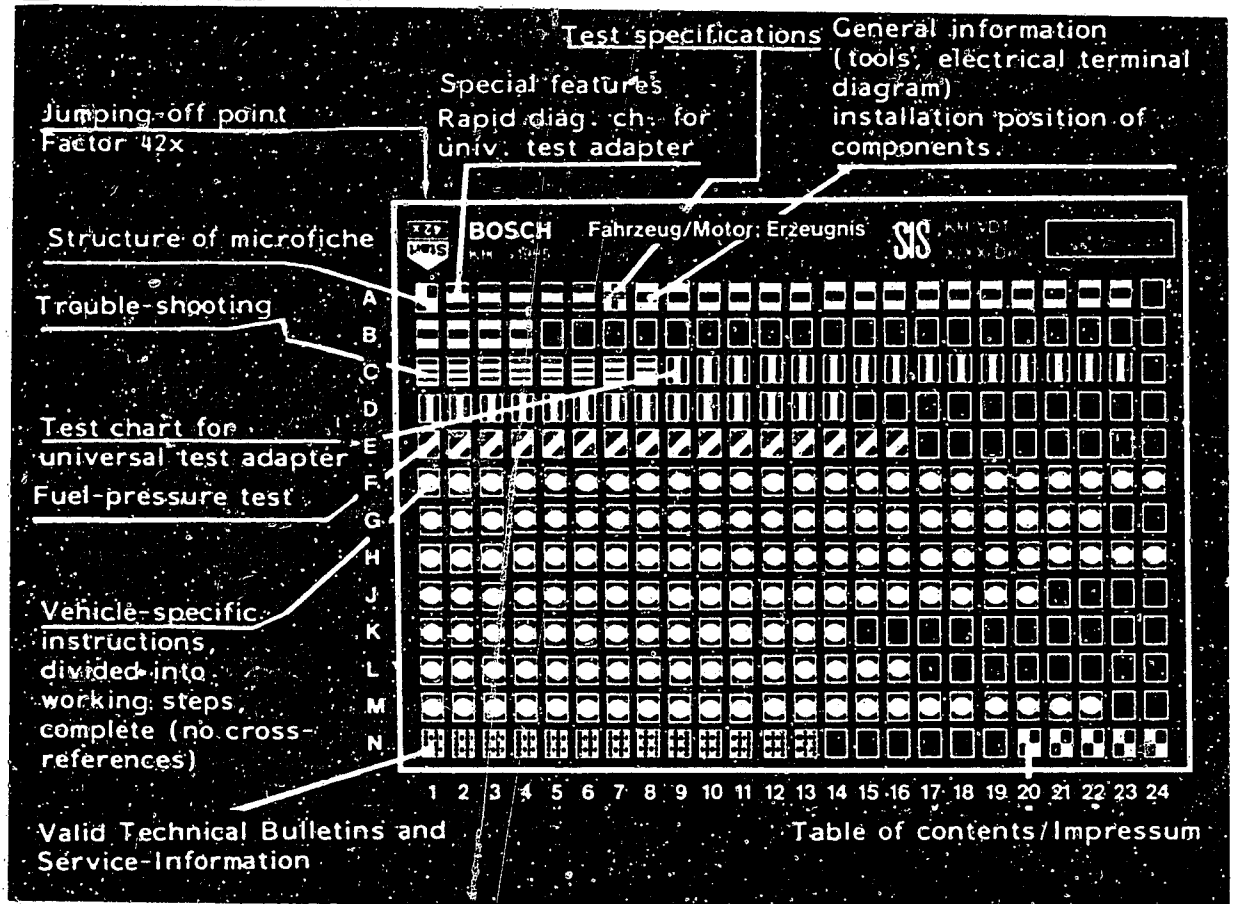 Test specifications
General information
(tools, electrical terminal
diagram)
installation position of
components.
Special features
Rapid diag. ch. for
univ. test adapter
Jumping-off point
Factor 42x
Structure of microfiche
Trouble-shooting
Test chart for
universal test adapter
Fuel-pressure test
Vehicle-specific
instructions,
divided into
working steps,
complete (no cross-
references)
Valid Technical Bulletins and
Service-Information
42x
Start
BOSCH
Fahrzeug/Motor: Erzeugnis
SIS
A
B
C
D
E
F
G
H
J
K
L
M
N
1 2 3 4 5 6 7 8 9 10 11 12 13 14 15 16 17 18 19 20 21 22 23 24
Table of contents/Impressum